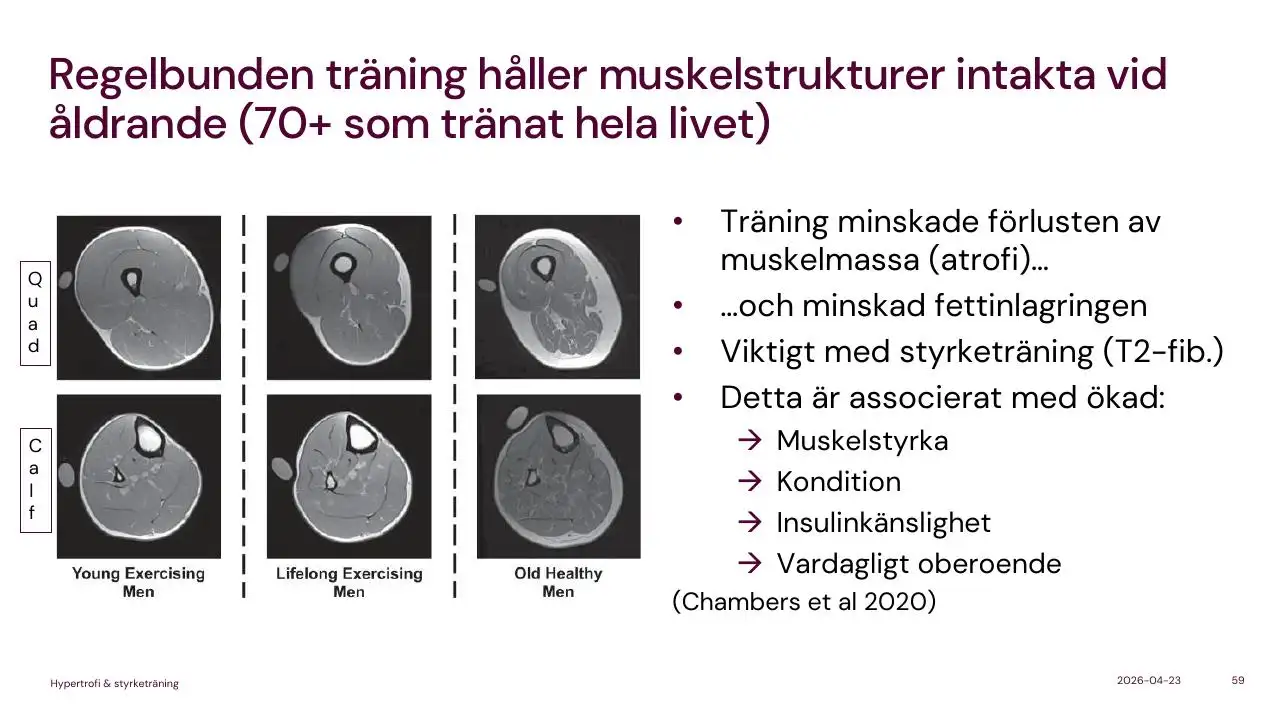 Regelbunden träning håller muskelstrukturer intakta vid
åldrande (70+ som tränat hela livet)
Quad
Calf
Young Exercising
Men
Lifelong Exercising
Men
Old Healthy
Men
• Träning minskade förlusten av
muskelmassa (atrofi)…
• …och minskad fettinlagringen
• Viktigt med styrketräning (T2-fib.)
• Detta är associerat med ökad:
→ Muskelstyrka
→ Kondition
→ Insulinkänslighet
→ Vardagligt oberoende
(Chambers et al 2020)
Hypertrofi & styrketräning
2026-04-23
59